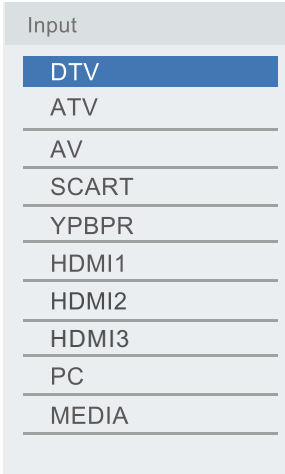 Input
DTV
ATV
AV
SCART
YPBPR
HDMI1
HDMI2
HDMI3
PC
MEDIA